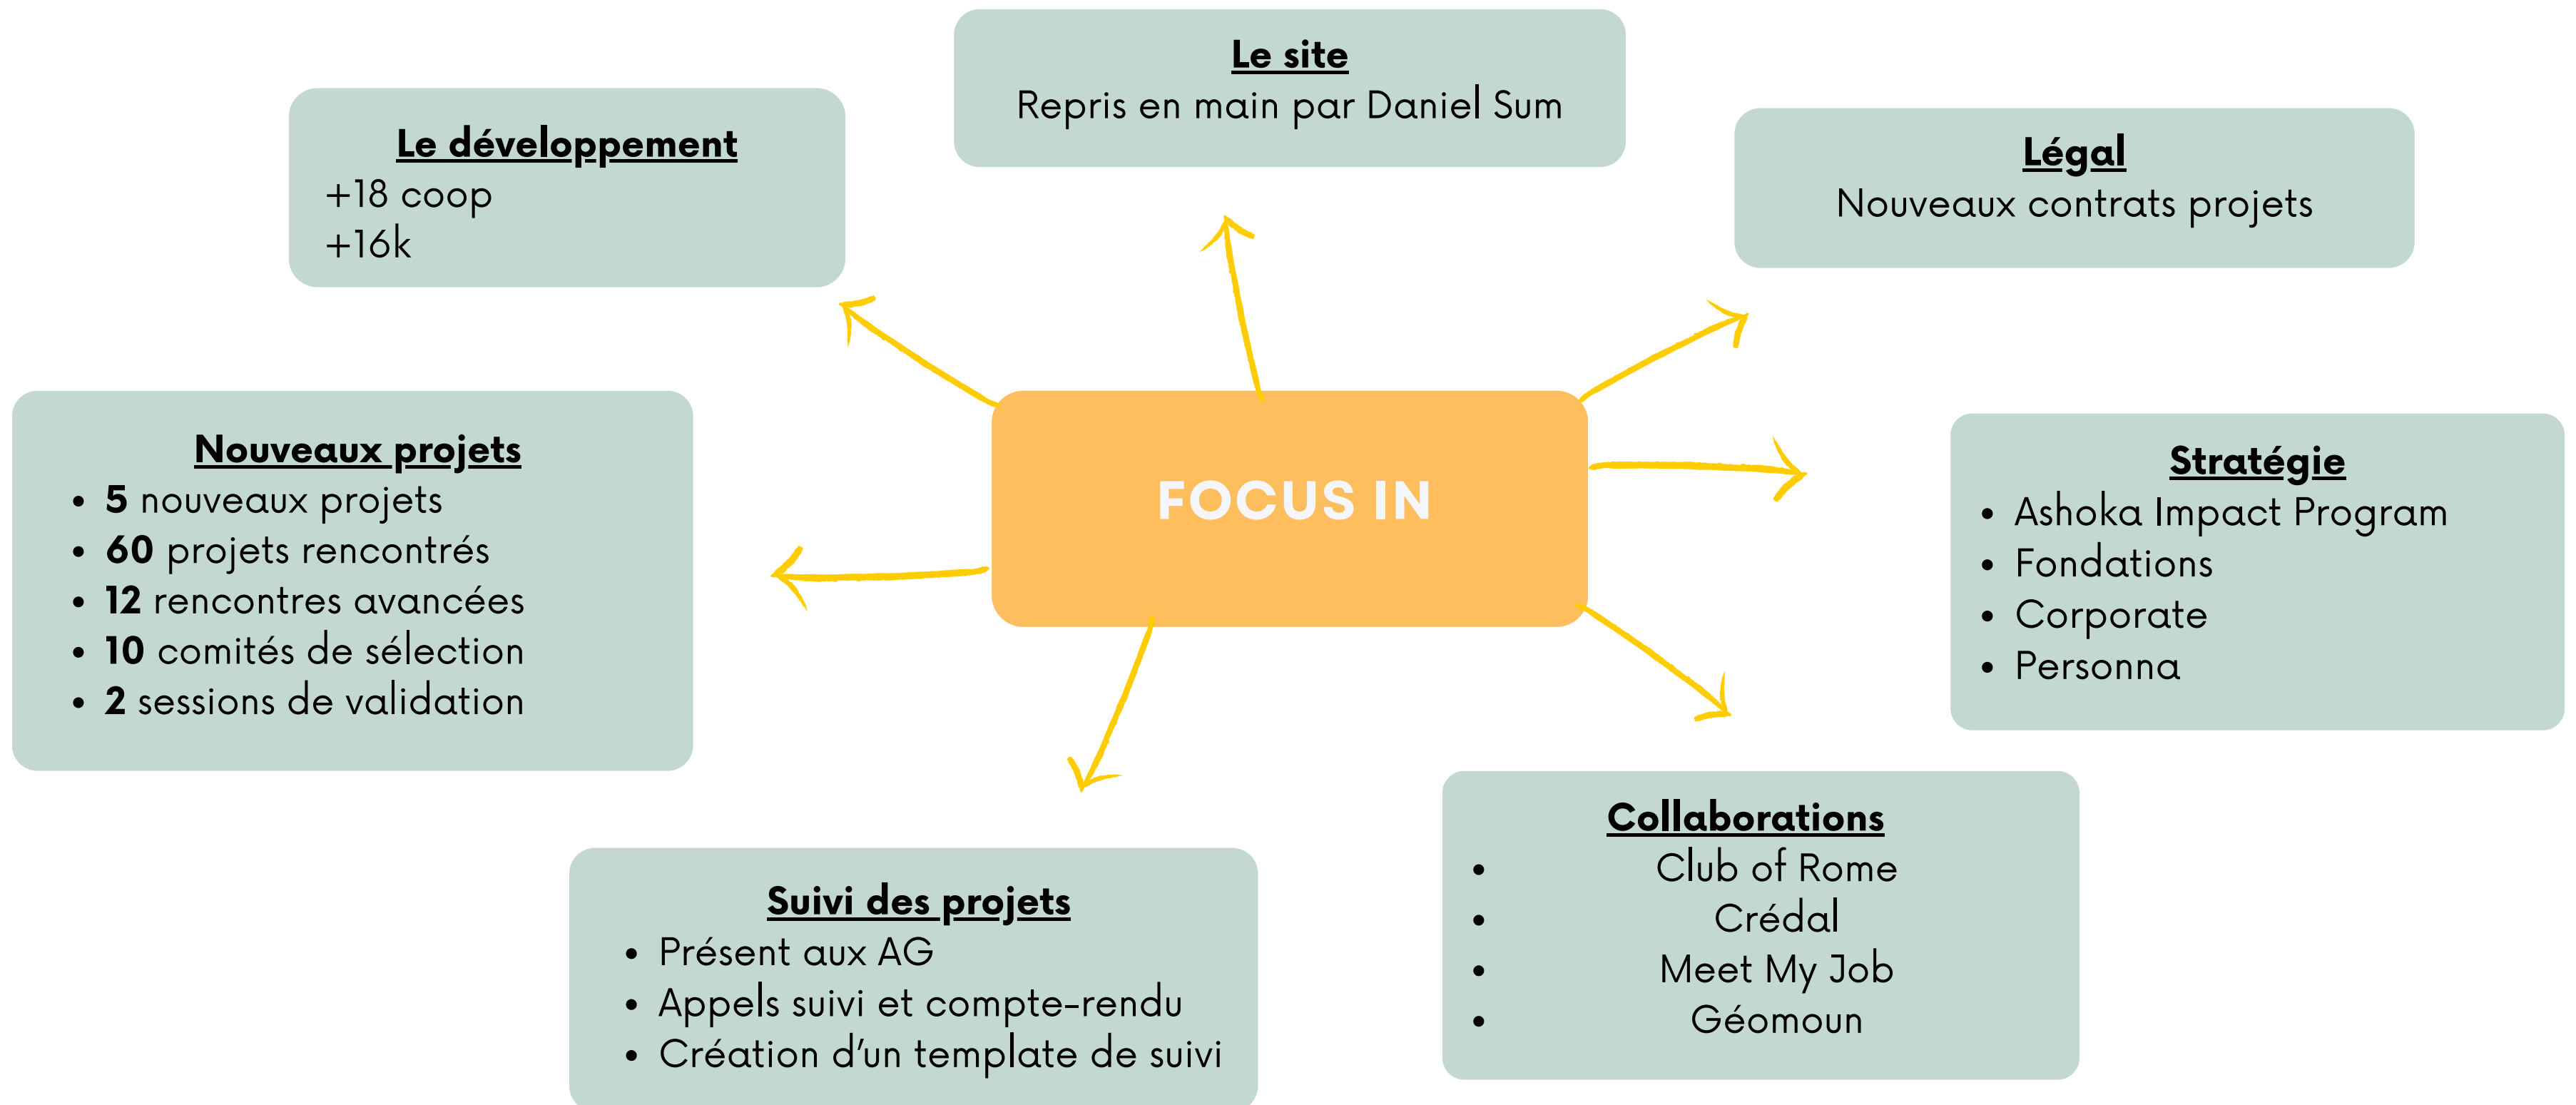 Le site
Repris en main par Daniel Sum
Le développement
+18 coop
+16k
Légal
Nouveaux contrats projets
Nouveaux projets
• 5 nouveaux projets
• 60 projets rencontrés
• 12 rencontres avancées
• 10 comités de sélection
• 2 sessions de validation
FOCUS IN
Stratégie
• Ashoka Impact Program
• Fondations
• Corporate
• Personna
Suivi des projets
• Présent aux AG
• Appels suivi et compte-rendu
• Création d'un template de suivi
Collaborations
• Club of Rome
• Crédal
• Meet My Job
• Géomoun